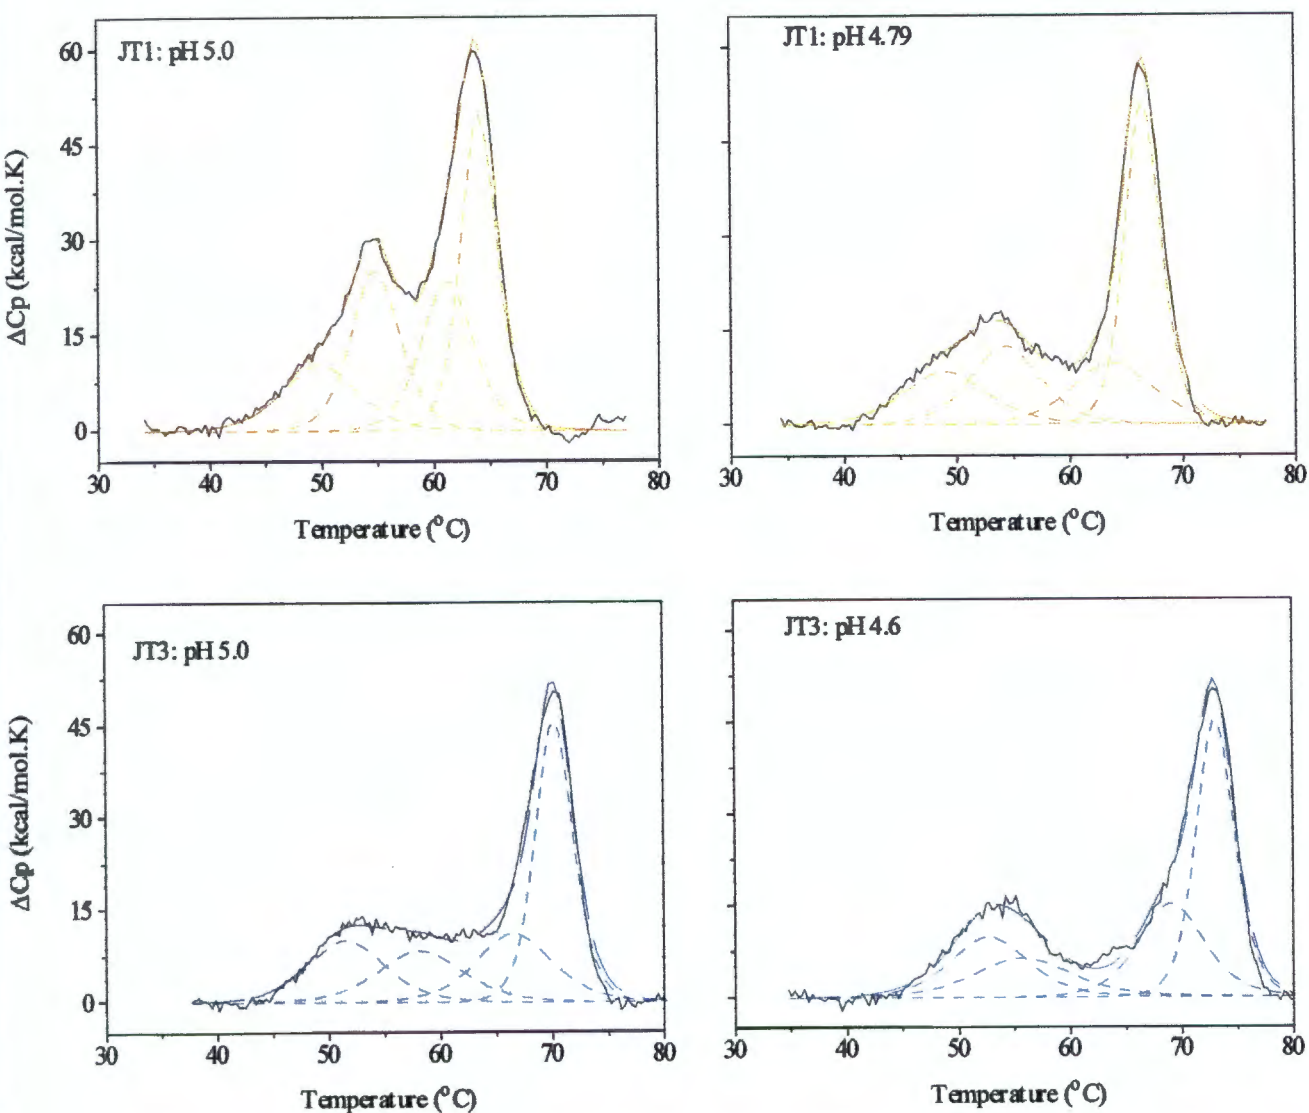 JT1: pH 5.0
60
45
30
15
0
ΔCp (kcal/mol.K)
30 40 50 60 70 80
Temperature (°C)
JT1: pH 4.79
30 40 50 60 70 80
Temperature (°C)
JT3: pH 5.0
60
45
30
15
0
ΔCp (kcal/mol.K)
30 40 50 60 70 80
Temperature (°C)
JT3: pH 4.6
30 40 50 60 70 80
Temperature (°C)